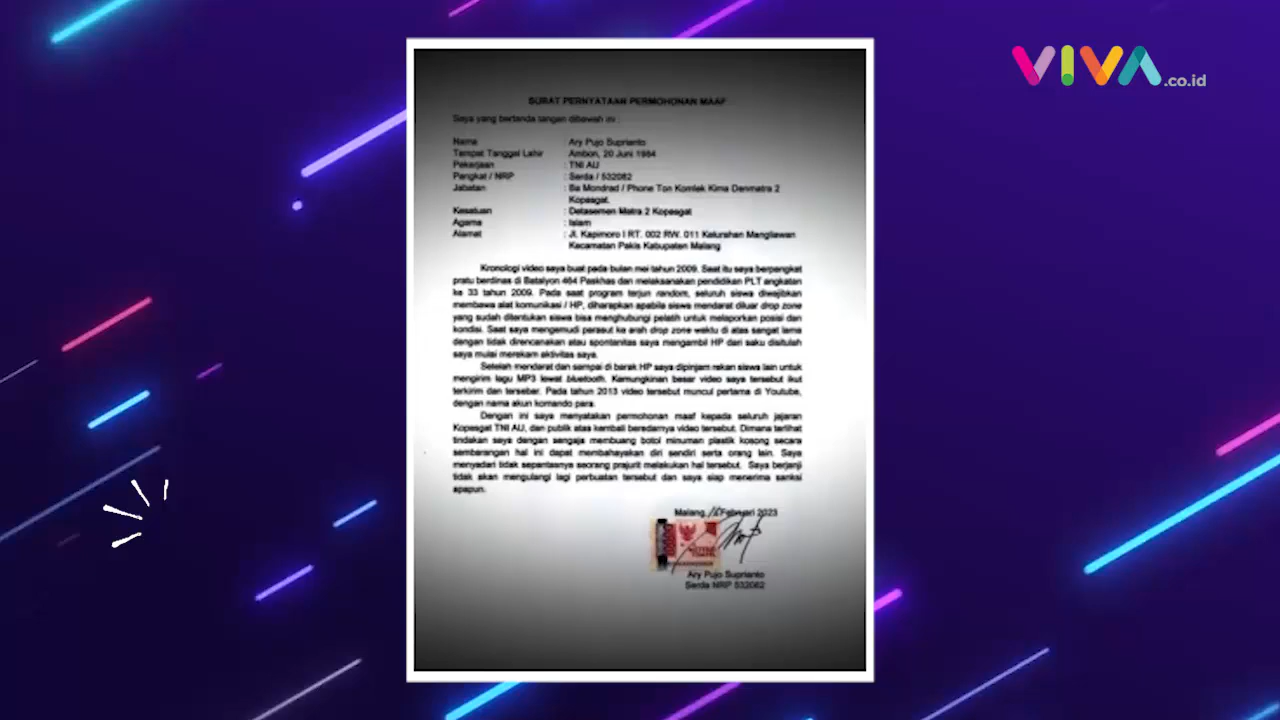 VIVA.co.id
SURAT PERNYATAAN PERMOHONAN MAAF
Saya yang bertanda tangan dibawah ini :
Nama : Ary Pujo Suprianto
Tempat Tanggal Lahir : Ambon, 20 Juni 1984
Pekerjaan : TNI AU
Pangkat / NRP : Serda / 532082
Jabatan : Ba Mondrad / Phone Ton Komlek Kima Denmatra 2
Kopasgat.
Kesatuan : Detasemen Matra 2 Kopasgat
Agama : Islam
Alamat : Jl. Kapimoro I RT. 002 RW. 011 Kelurahan Mangliawan
Kecamatan Pakis Kabupaten Malang
Kronologi video saya buat pada bulan mei tahun 2009. Saat itu saya berpangkat
pratu berdinas di Batalyon 464 Paskhas dan melaksanakan pendidikan PLT angkatan
ke 33 tahun 2009. Pada saat program terjun random, seluruh siswa diwajibkan
membawa alat komunikasi / HP, diharapkan apabila siswa mendarat diluar drop zone
yang sudah ditentukan siswa bisa menghubungi pelatih untuk melaporkan posisi dan
kondisi. Saat saya mengemudi parasut ke arah drop zone waktu di atas sangat lama
dengan tidak direncanakan atau spontanitas saya mengambil HP dari saku disitulah
saya mulai merekam aktivitas saya.
Setelah mendarat dan sampai di barak HP saya dipinjam rekan siswa lain untuk
mengirim lagu MP3 lewat bluetooth. Kamungkinan besar video saya tersebut ikut
terkirim dan tersebar. Pada tahun 2013 video tersebut muncul pertama di Youtube,
dengan nama akun komando para.
Dengan ini saya menyatakan permohonan maaf kepada seluruh jajaran
Kopasgat TNI AU, dan publik atas kembali beredarnya video tersebut. Dimana terlihat
tindakan saya dengan sengaja membuang botol minuman plastik kosong secara
sembarangan hal ini dapat membahayakan diri sendiri serta orang lain. Saya
menyadari tidak sepantasnya seorang prajurit melakukan hal tersebut. Saya berjanji
tidak akan mengulangi lagi perbuatan tersebut dan saya siap menerima sanksi
apapun.
Malang, Februari 2023
Ary Pujo Suprianto
Serda NRP 532082